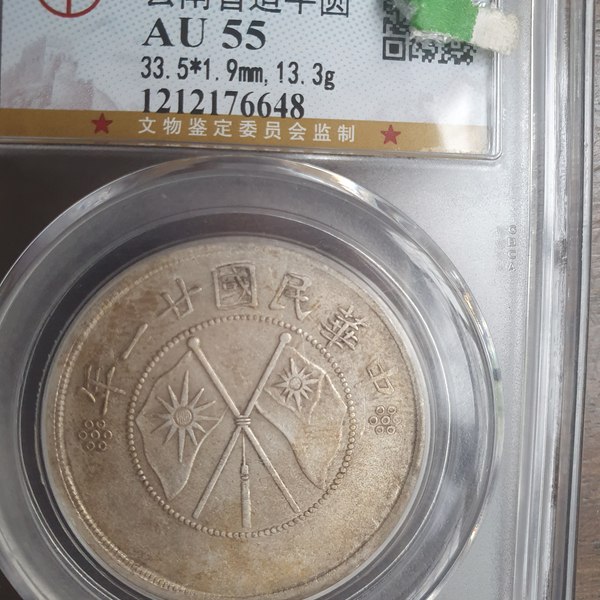 云南省造半圆
AU 55
33.5*1.9mm,13.3g
1212176648
★ 文物鉴定委员会监制 ★
年一廿國民華中